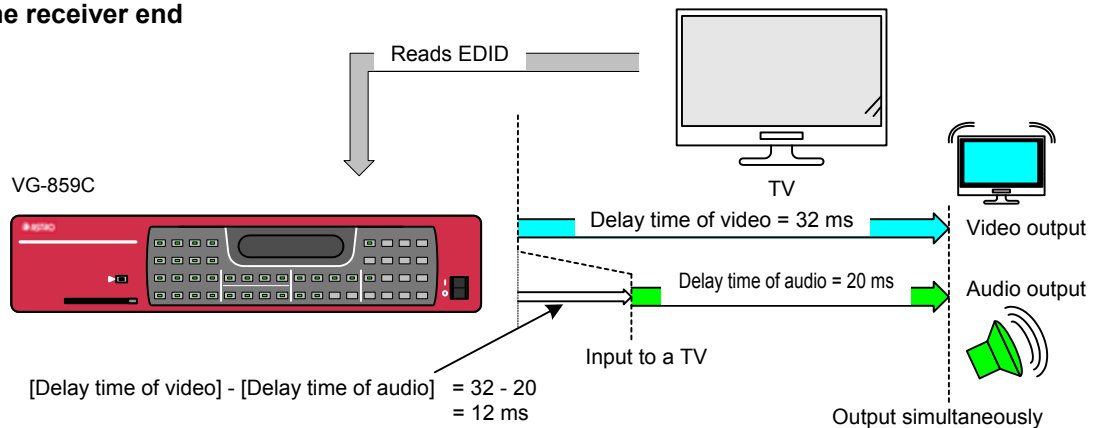 he receiver end
Reads EDID
VG-859C
ASTRO
TV
Delay time of video = 32 ms
Video output
Delay time of audio = 20 ms
Audio output
Input to a TV
[Delay time of video] - [Delay time of audio] = 32 - 20
= 12 ms
Output simultaneously